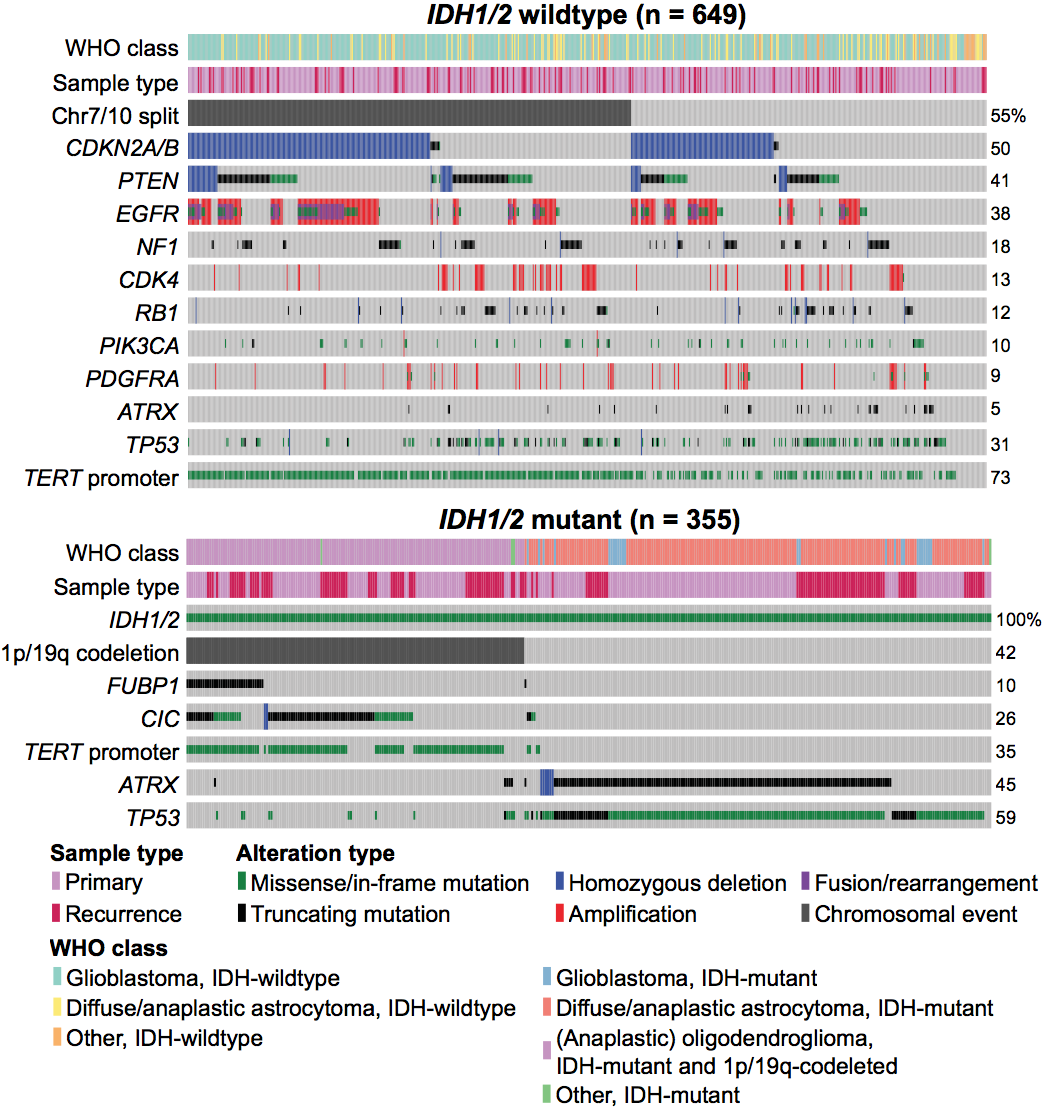 IDH1/2 wildtype (n = 649)
WHO class
Sample type
Chr7/10 split 55%
CDKN2A/B 50
PTEN 41
EGFR 38
NF1 18
CDK4 13
RB1 12
PIK3CA 10
PDGFRA 9
ATRX 5
TP53 31
TERT promoter 73
IDH1/2 mutant (n = 355)
WHO class
Sample type
IDH1/2 100%
1p/19q codeletion 42
FUBP1 10
CIC 26
TERT promoter 35
ATRX 45
TP53 59
Sample type
Primary
Recurrence
Alteration type
Missense/in-frame mutation
Truncating mutation
Homozygous deletion
Amplification
Fusion/rearrangement
Chromosomal event
WHO class
Glioblastoma, IDH-wildtype
Diffuse/anaplastic astrocytoma, IDH-wildtype
Other, IDH-wildtype
Glioblastoma, IDH-mutant
Diffuse/anaplastic astrocytoma, IDH-mutant
(Anaplastic) oligodendroglioma,
IDH-mutant and 1p/19q-codeleted
Other, IDH-mutant